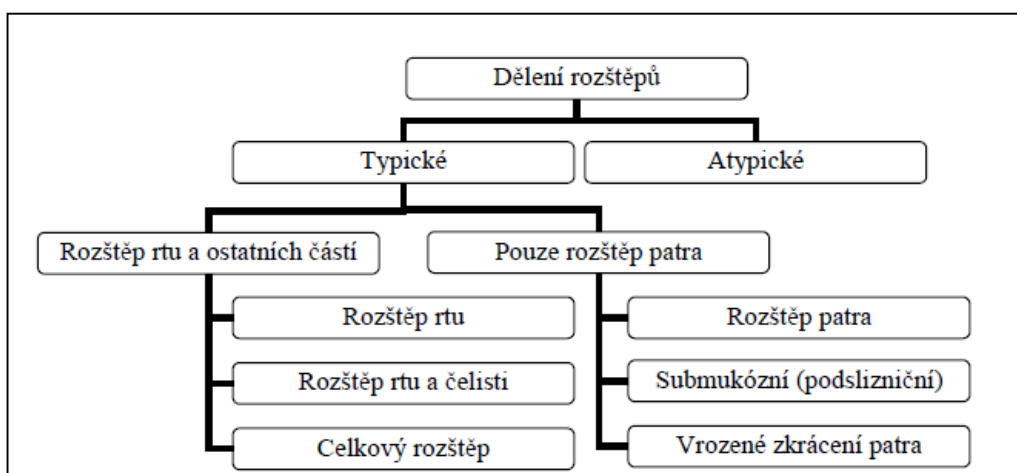 Dělení rozštěpů
Typické
Atypické
Rozštěp rtu a ostatních částí
Pouze rozštěp patra
Rozštěp rtu
Rozštěp patra
Rozštěp rtu a čelisti
Submukózní (podslizniční)
Celkový rozštěp
Vrozené zkrácení patra